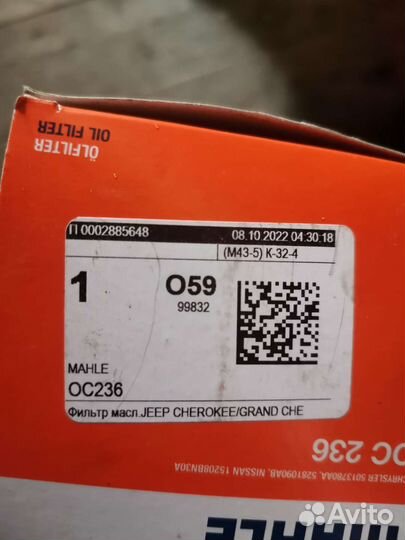 ÖLFILTER
OIL FILTER
П 0002885648 08.10.2022 04:30:18
(M43-5) K-32-4
1 O59
99832
MAHLE
OC236
Фильтр масл.JEEP CHEROKEE/GRAND CHE
OC 236
CHRYSLER 5013780AA, 5281090AB, NISSAN 15208BN30A
MAHLE
Avito